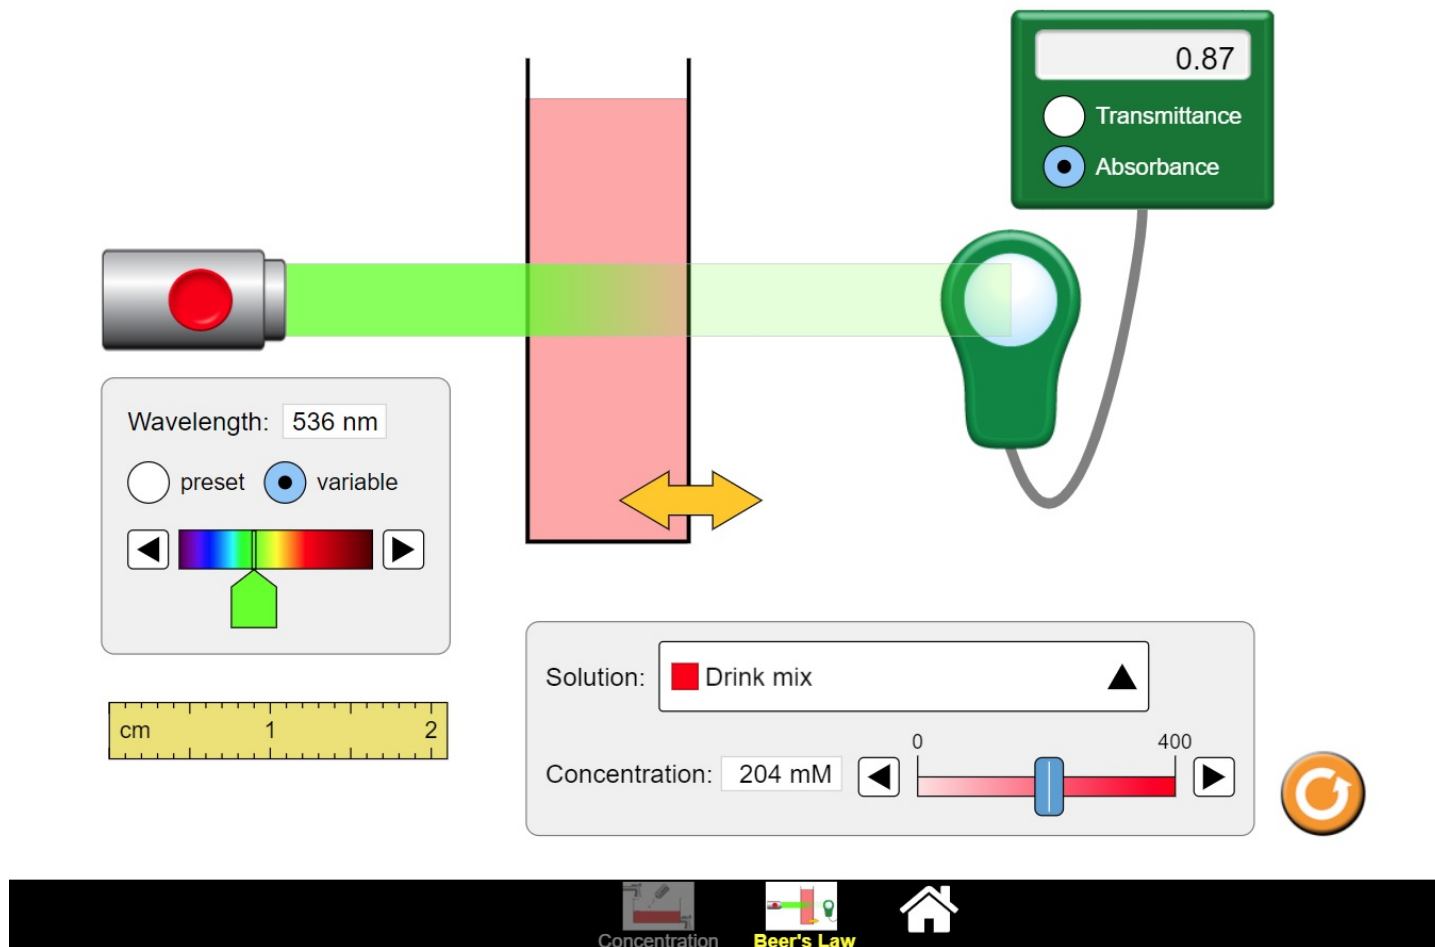 0.87
Transmittance
Absorbance
Wavelength: 536 nm
preset variable
cm 1 2
Solution: Drink mix
0 400
Concentration: 204 mM
Concentration Beer's Law